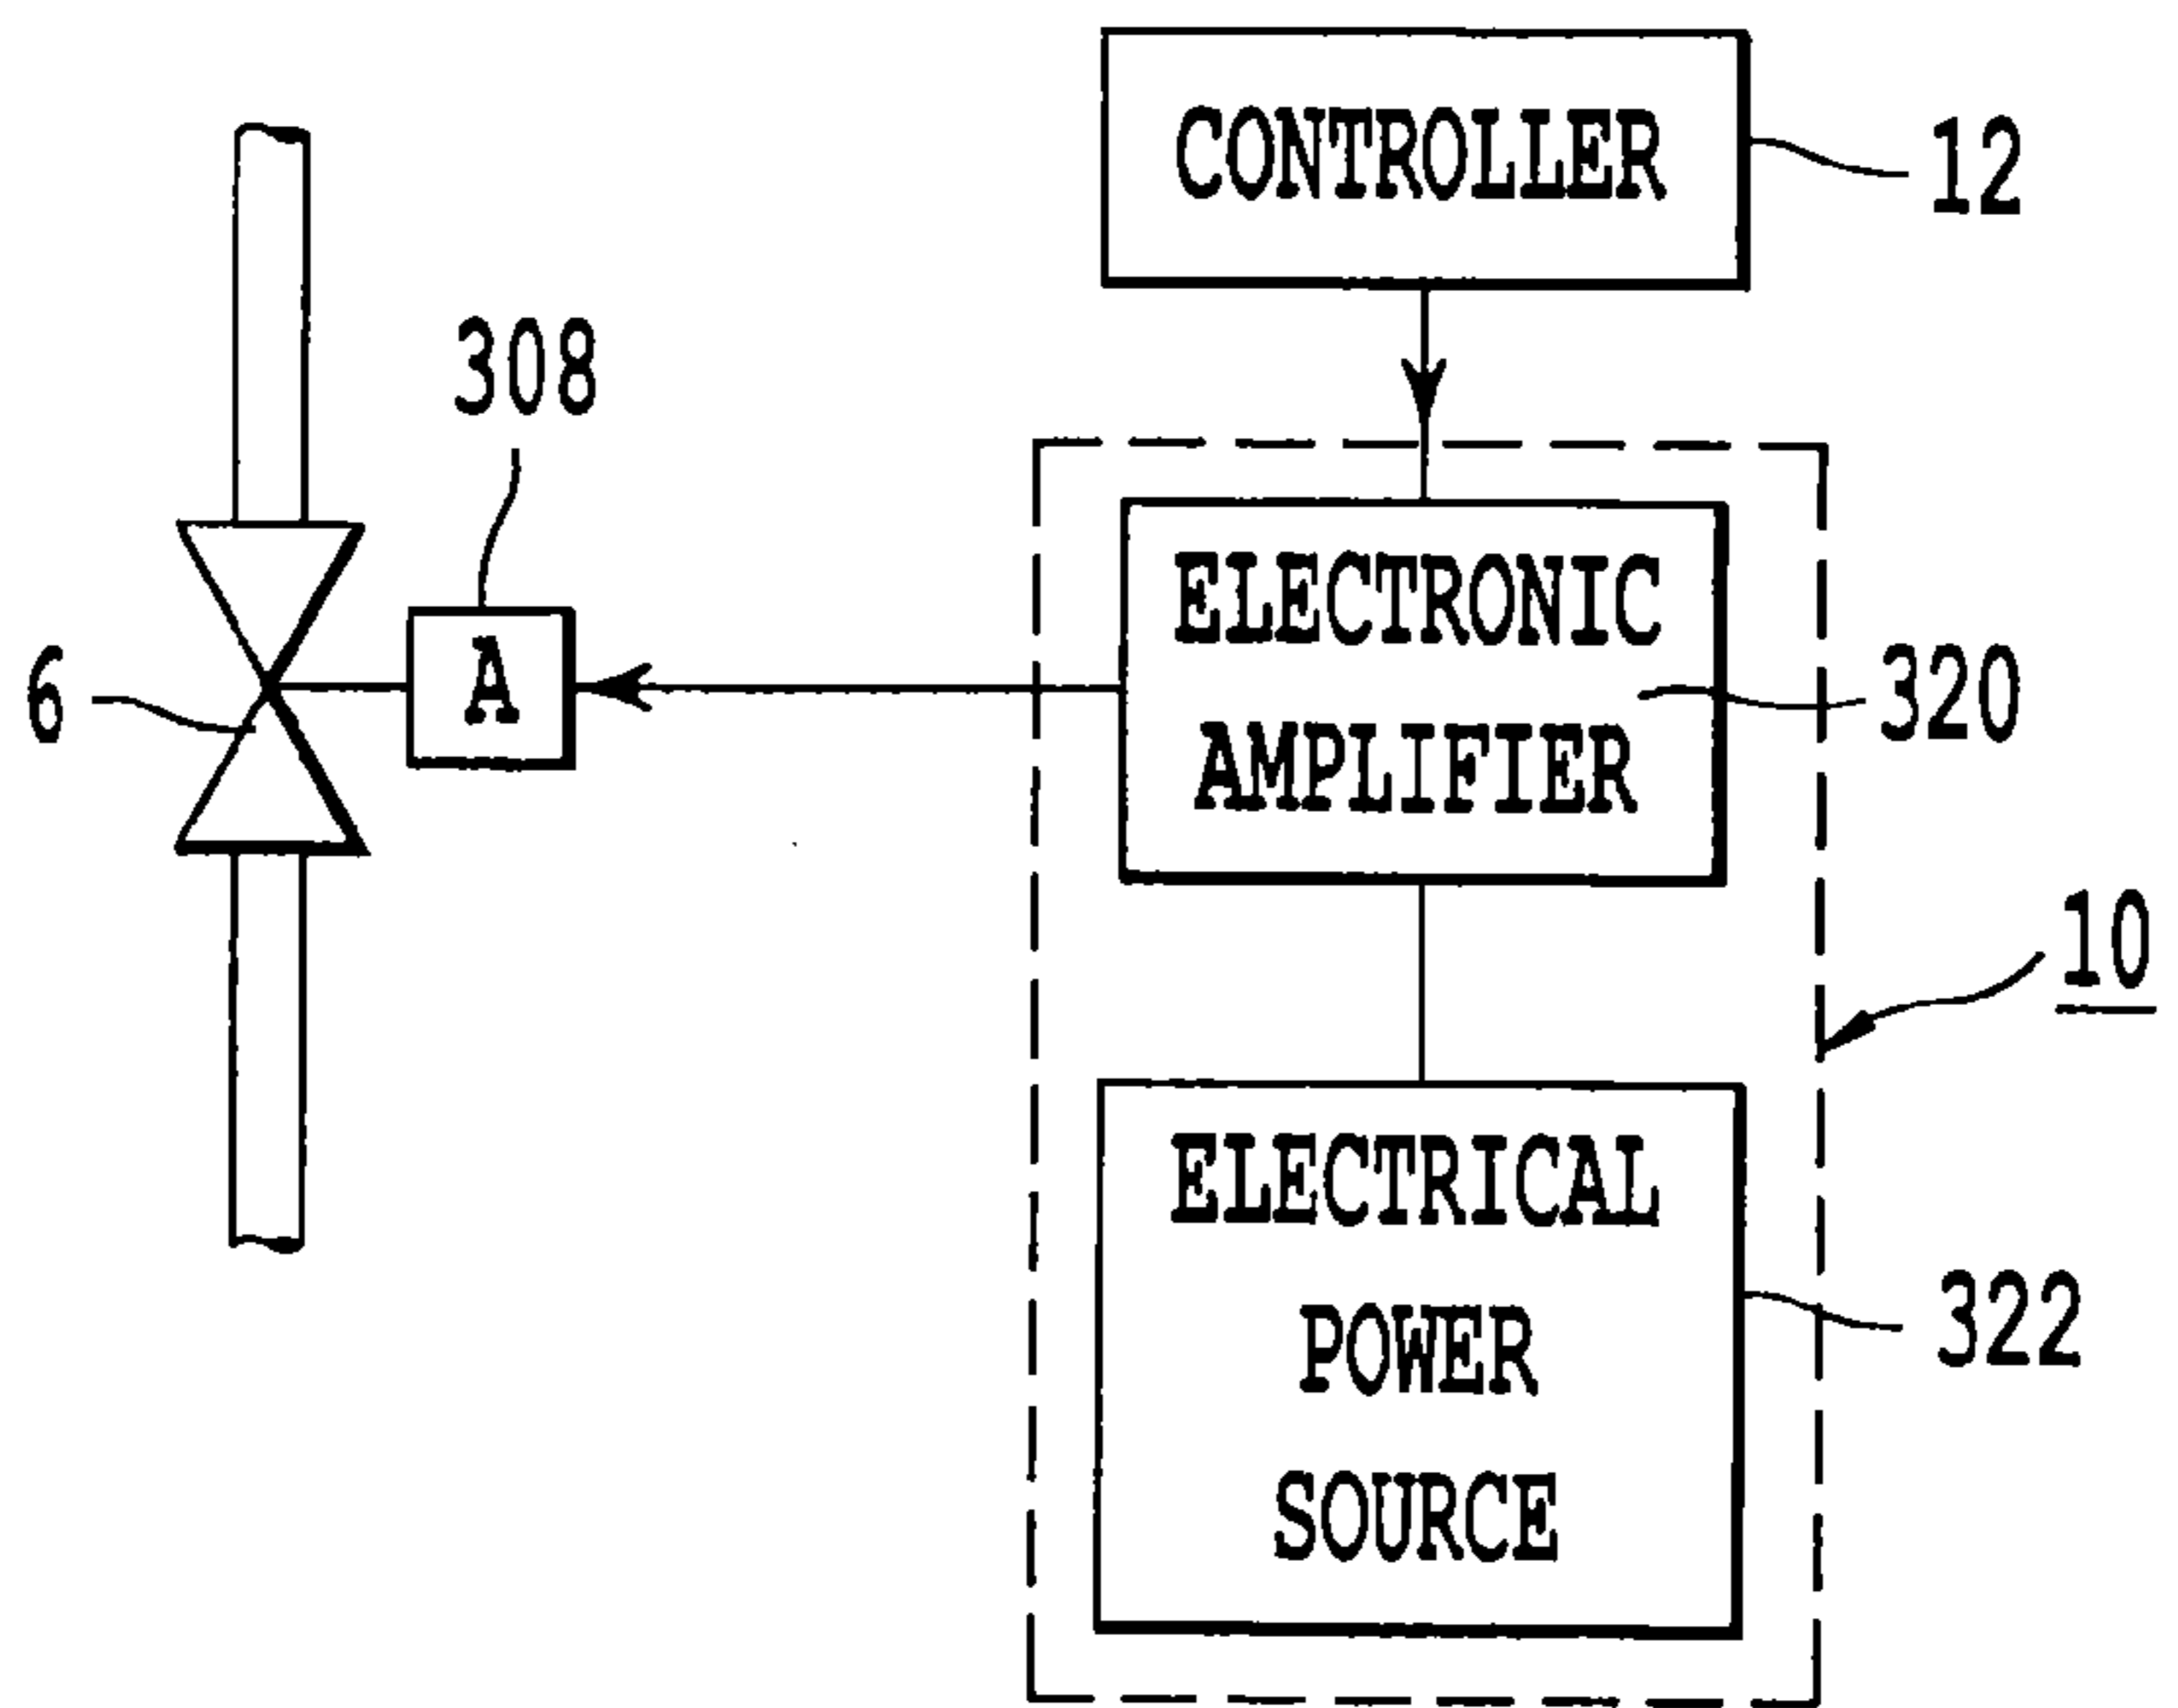 CONTROLLER
12
308
ELECTRONIC
AMPLIFIER
A
6
320
10
ELECTRICAL
POWER
SOURCE
322